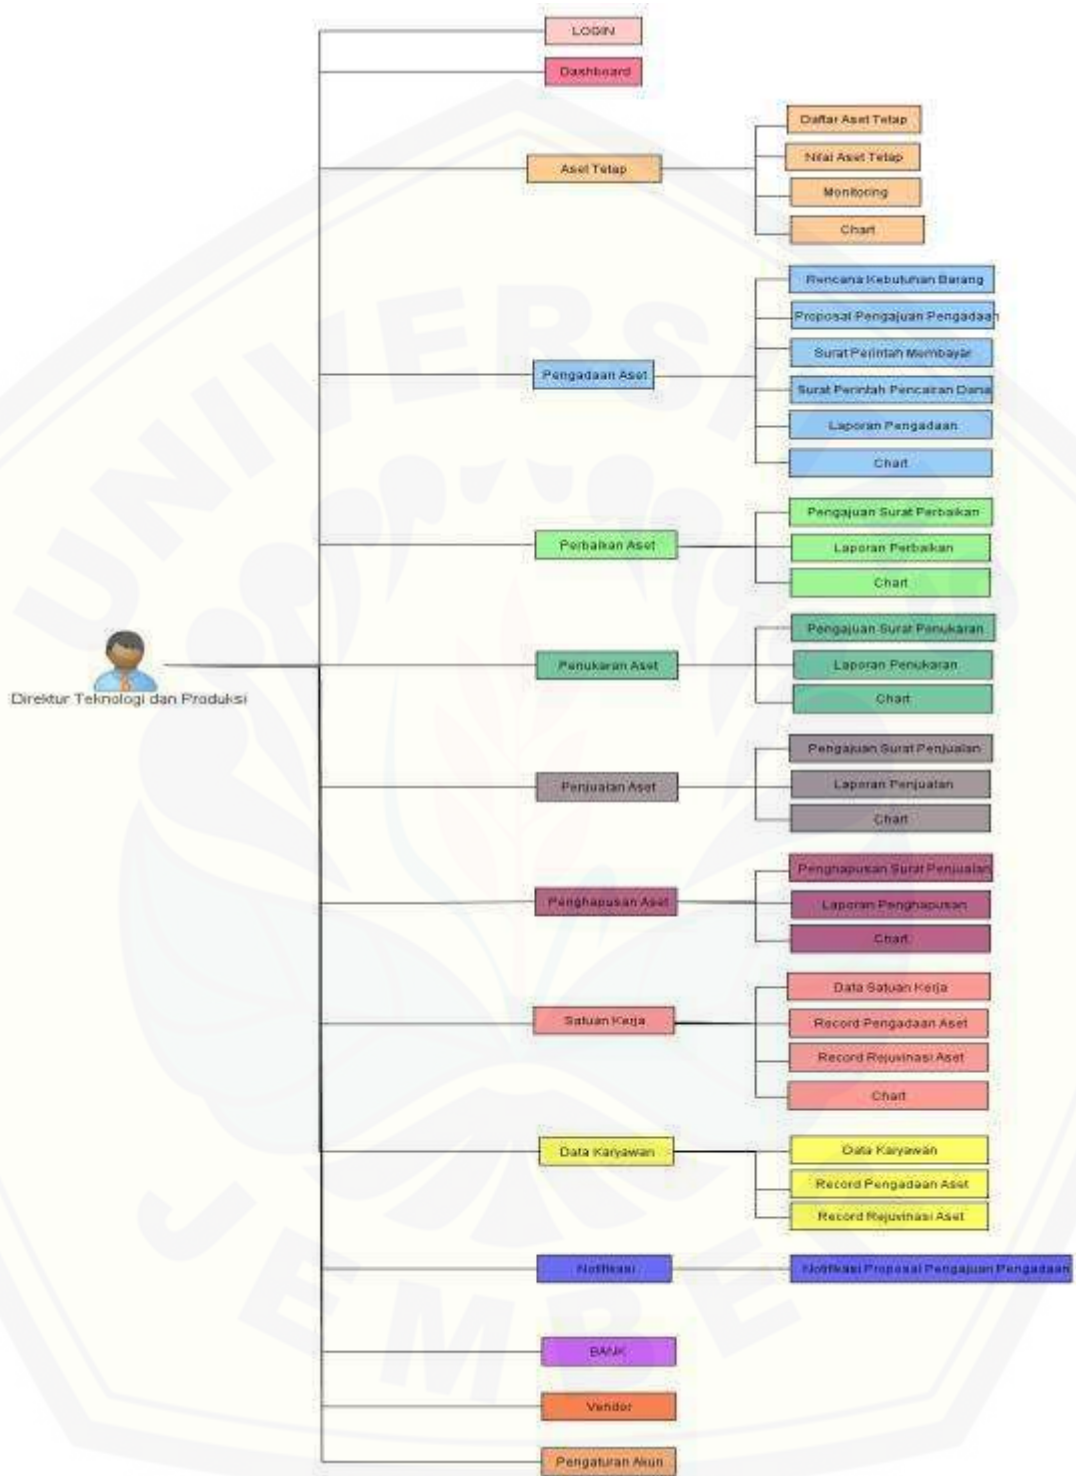 LOGIN
Dashboard
Aset Tetap
Daftar Aset Tetap
Nilai Aset Tetap
Monitoring
Chart
Pengadaan Aset
Rencana Kebutuhan Barang
Proposal Pengajuan Pengadaan
Surat Perintah Membayar
Surat Perintah Pencairan Dana
Laporan Pengadaan
Chart
Perbaikan Aset
Pengajuan Surat Perbaikan
Laporan Perbaikan
Chart
Direktur Teknologi dan Produksi
Penukaran Aset
Pengajuan Surat Penukaran
Laporan Penukaran
Chart
Penjualan Aset
Pengajuan Surat Penjualan
Laporan Penjualan
Chart
Penghapusan Aset
Penghapusan Surat Penjualan
Laporan Penghapusan
Chart
Satuan Kerja
Data Satuan Kerja
Record Pengadaan Aset
Record Rejuvinasi Aset
Chart
Data Karyawan
Data Karyawan
Record Pengadaan Aset
Record Rejuvinasi Aset
Notifikasi
Notifikasi Proposal Pengajuan Pengadaan
BANK
Vendor
Pengaturan Akun
UNIVERSITAS
JEMBER